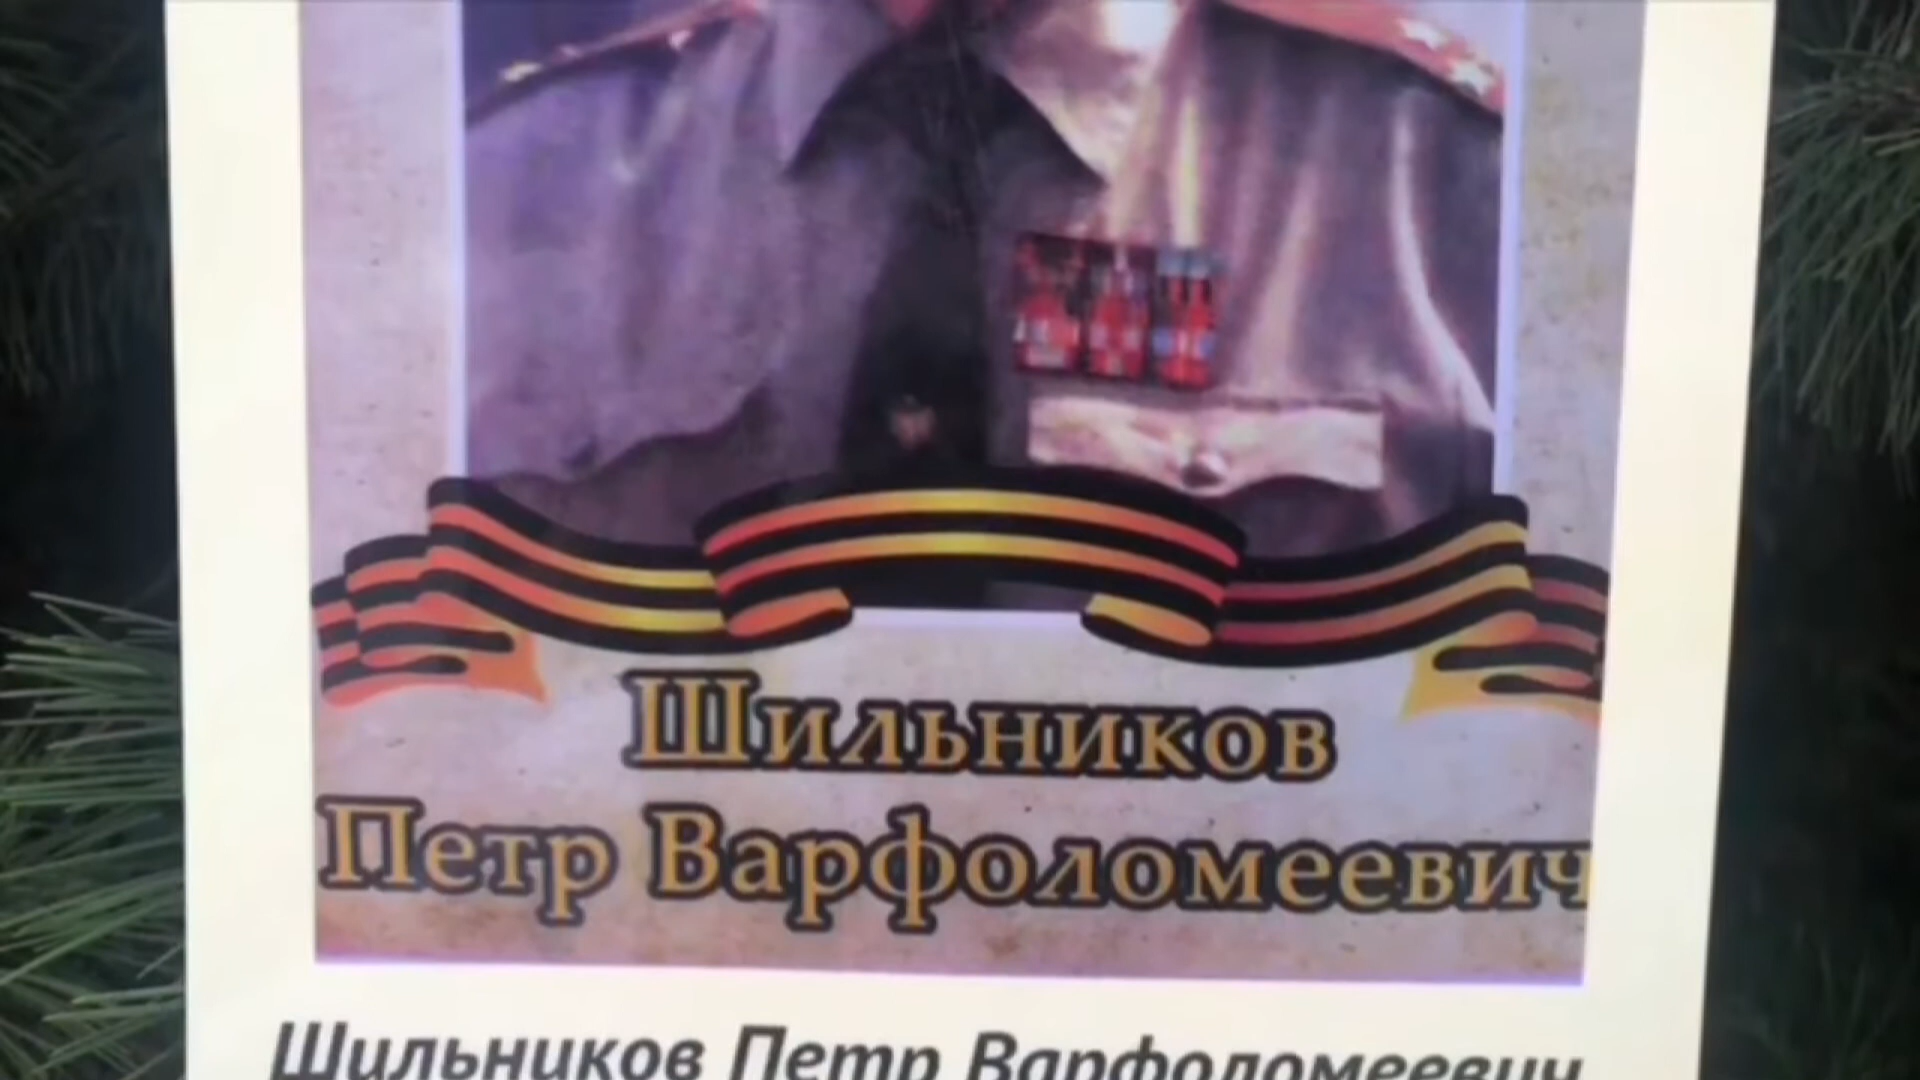 Шильников
Петр Варфоломеевич
Шильников Петр Варфоломеевич